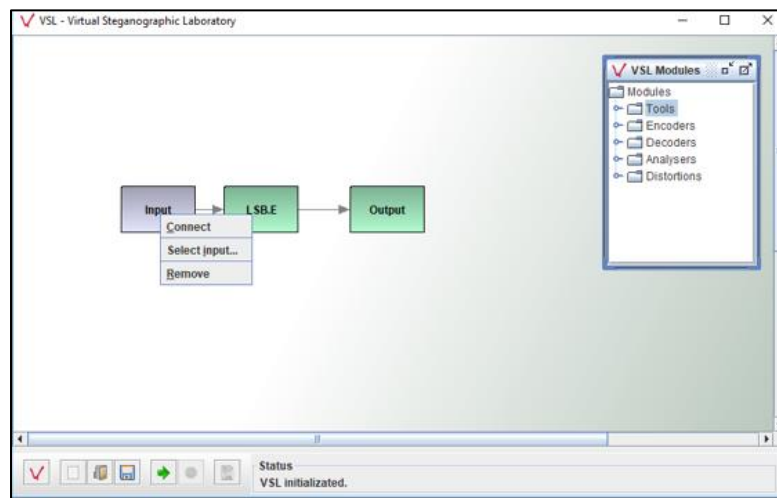 VSL - Virtual Steganographic Laboratory
VSL Modules
Modules
Tools
Encoders
Decoders
Analysers
Distortions
Input
LSB.E
Output
Connect
Select input...
Remove
Status
VSL initializated.